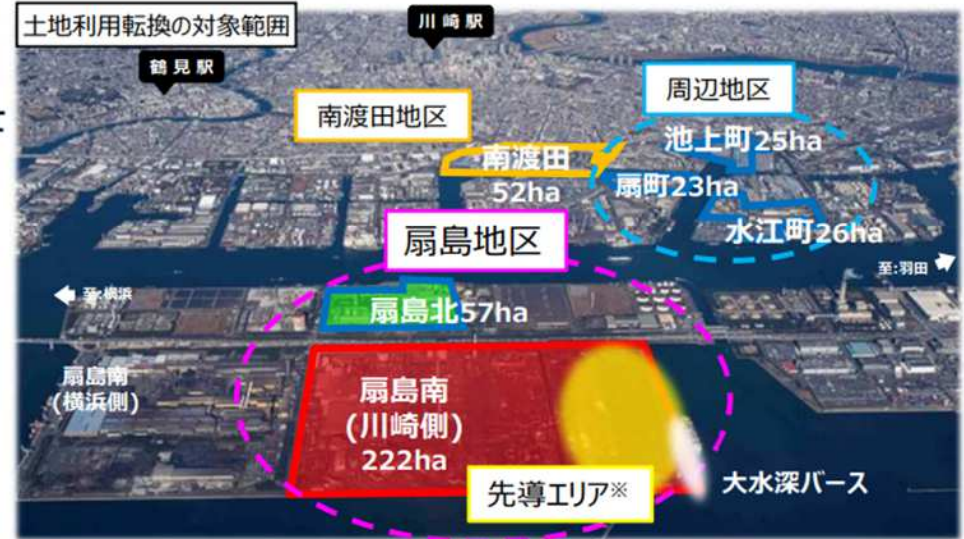 土地利用転換の対象範囲
川崎駅
鶴見駅
南渡田地区
周辺地区
池上町25ha
南渡田
52ha
扇町23ha
水江町26ha
扇島地区
至:羽田
至:横浜
扇島北57ha
扇島南
(横浜側)
扇島南
(川崎側)
222ha
先導エリア※
大水深バース